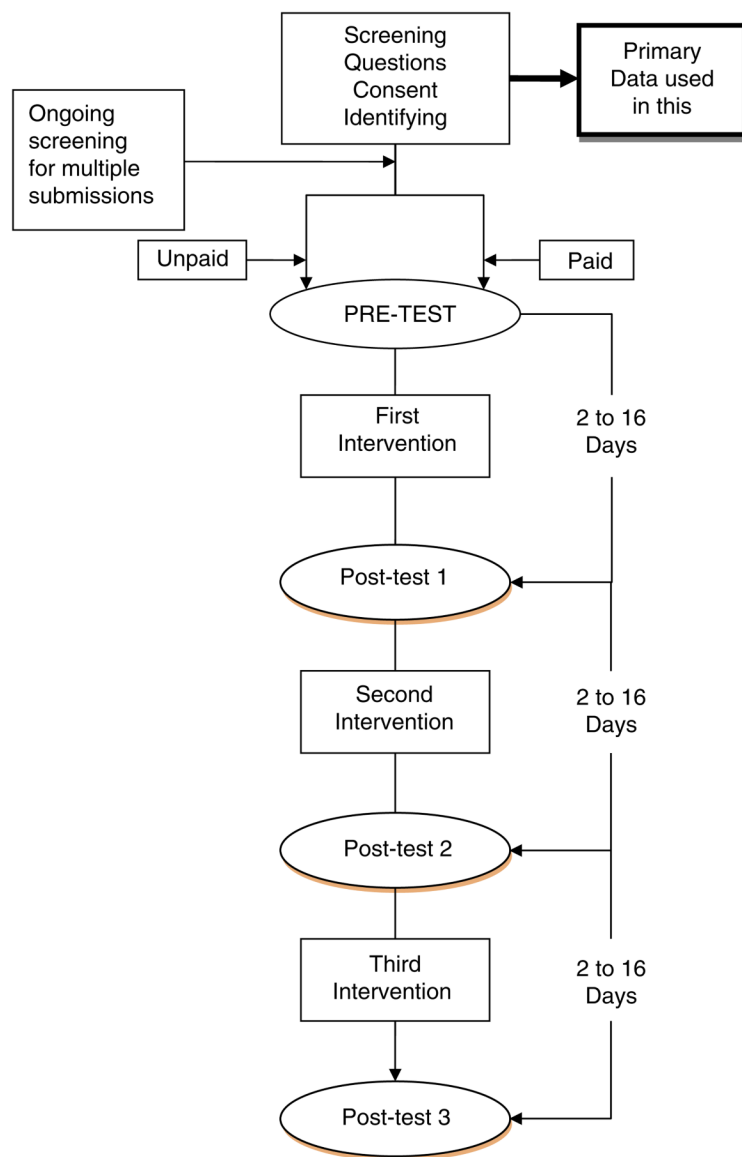 Screening
Questions
Consent
Identifying
Primary
Data used
in this
Ongoing
screening
for multiple
submissions
Unpaid
Paid
PRE-TEST
First
Intervention
2 to 16
Days
Post-test 1
Second
Intervention
2 to 16
Days
Post-test 2
Third
Intervention
2 to 16
Days
Post-test 3